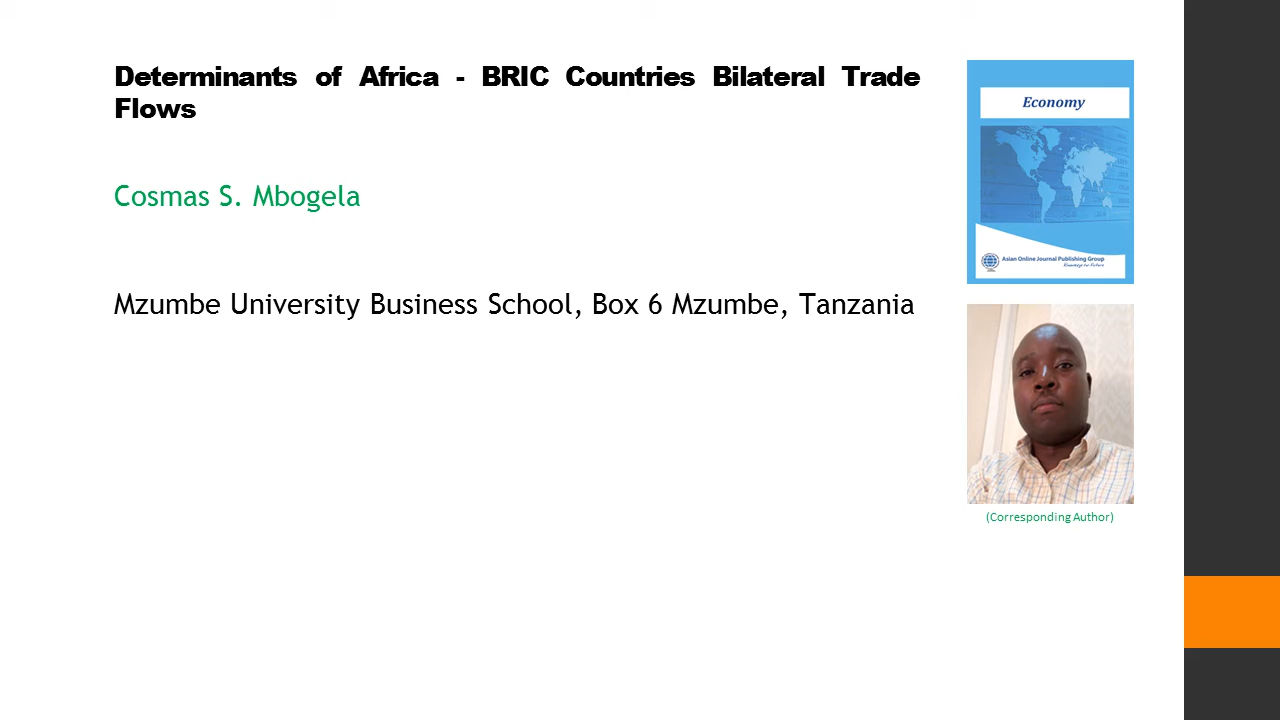 Determinants of Africa - BRIC Countries Bilateral Trade
Flows
Cosmas S. Mbogela
Mzumbe University Business School, Box 6 Mzumbe, Tanzania
Economy
Asian Online Journal Publishing Group
(Corresponding Author)